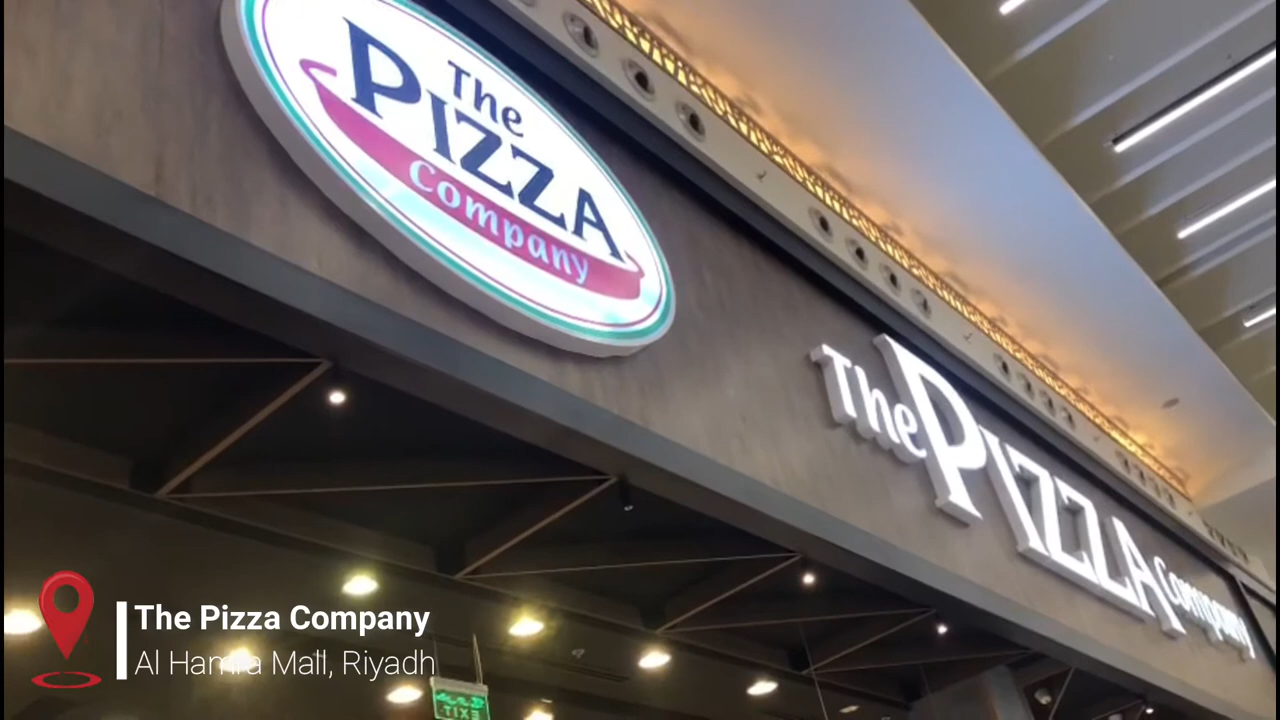 The
PIZZA
Company
The PIZZA Company
The Pizza Company
Al Hamra Mall, Riyadh
EXIT